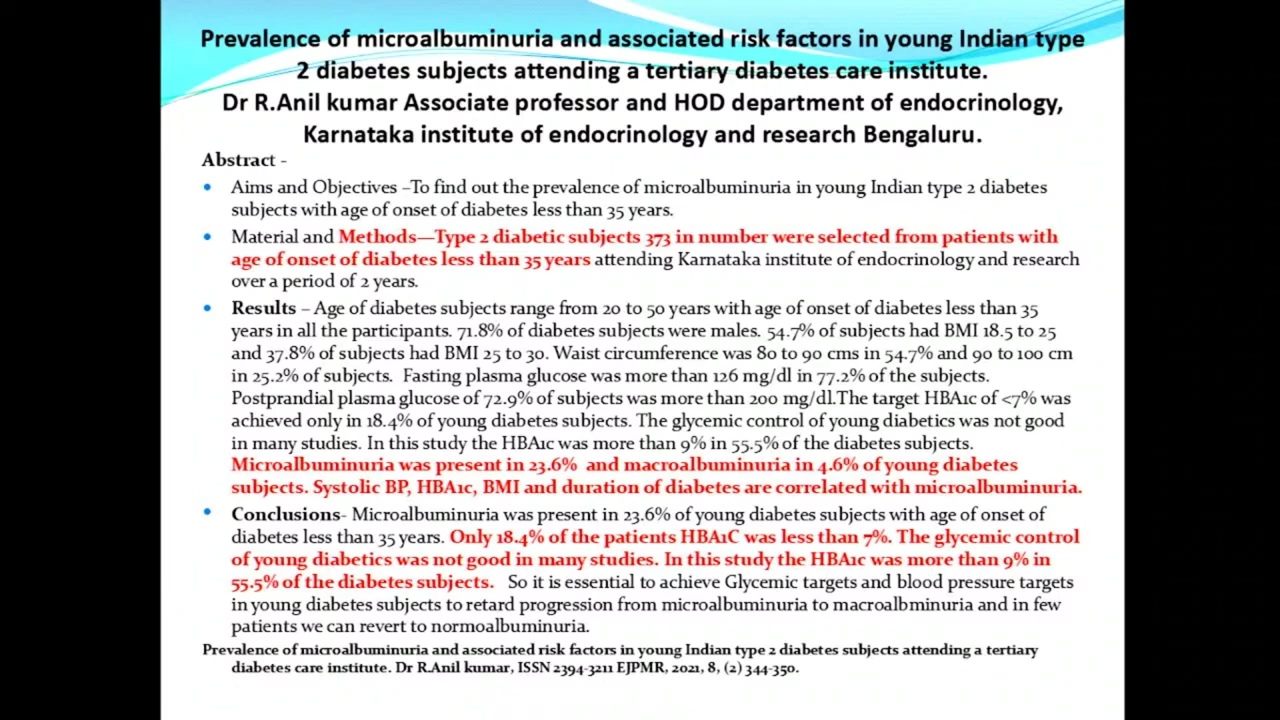 Prevalence of microalbuminuria and associated risk factors in young Indian type
2 diabetes subjects attending a tertiary diabetes care institute.
Dr R.Anil kumar Associate professor and HOD department of endocrinology,
Karnataka institute of endocrinology and research Bengaluru.
Abstract -
• Aims and Objectives –To find out the prevalence of microalbuminuria in young Indian type 2 diabetes
subjects with age of onset of diabetes less than 35 years.
• Material and Methods—Type 2 diabetic subjects 373 in number were selected from patients with
age of onset of diabetes less than 35 years attending Karnataka institute of endocrinology and research
over a period of 2 years.
• Results – Age of diabetes subjects range from 20 to 50 years with age of onset of diabetes less than 35
years in all the participants. 71.8% of diabetes subjects were males. 54.7% of subjects had BMI 18.5 to 25
and 37.8% of subjects had BMI 25 to 30. Waist circumference was 80 to 90 cms in 54.7% and 90 to 100 cm
in 25.2% of subjects. Fasting plasma glucose was more than 126 mg/dl in 77.2% of the subjects.
Postprandial plasma glucose of 72.9% of subjects was more than 200 mg/dl.The target HBA1c of <7% was
achieved only in 18.4% of young diabetes subjects. The glycemic control of young diabetics was not good
in many studies. In this study the HBA1c was more than 9% in 55.5% of the diabetes subjects.
Microalbuminuria was present in 23.6% and macroalbuminuria in 4.6% of young diabetes
subjects. Systolic BP, HBA1c, BMI and duration of diabetes are correlated with microalbuminuria.
• Conclusions- Microalbuminuria was present in 23.6% of young diabetes subjects with age of onset of
diabetes less than 35 years. Only 18.4% of the patients HBA1C was less than 7%. The glycemic control
of young diabetics was not good in many studies. In this study the HBA1c was more than 9% in
55.5% of the diabetes subjects. So it is essential to achieve Glycemic targets and blood pressure targets
in young diabetes subjects to retard progression from microalbuminuria to macroalbminuria and in few
patients we can revert to normoalbuminuria.
Prevalence of microalbuminuria and associated risk factors in young Indian type 2 diabetes subjects attending a tertiary
diabetes care institute. Dr R.Anil kumar, ISSN 2394-3211 EJPMR, 2021, 8, (2) 344-350.